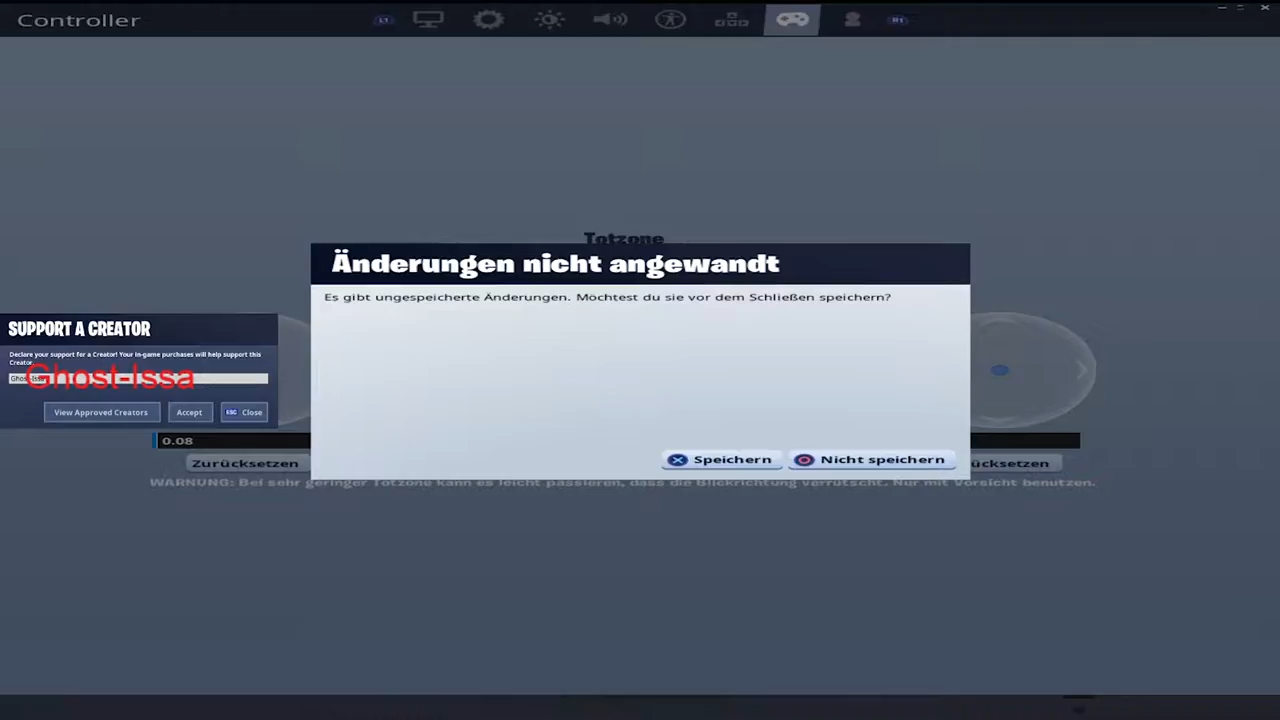 Controller
L1
R1
Totzone
Änderungen nicht angewandt
Es gibt ungespeicherte Änderungen. Möchtest du sie vor dem Schließen speichern?
SUPPORT A CREATOR
Declare your support for a Creator! Your in-game purchases will help support this
Creator.
Ghost-Issa
View Approved Creators
Accept
ESC Close
0.08
Speichern
Nicht speichern
Zurücksetzen
ücksetzen
WARNUNG: Bei sehr geringer Totzone kann es leicht passieren, dass die Blickrichtung verrutscht. Nur mit Vorsicht benutzen.